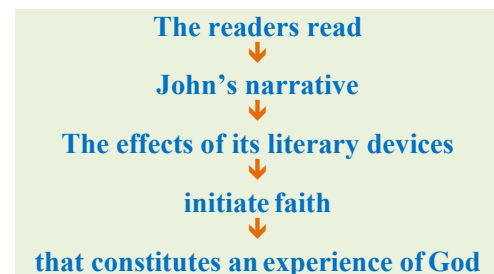 The readers read
John's narrative
The effects of its literary devices
initiate faith
that constitutes an experience of God